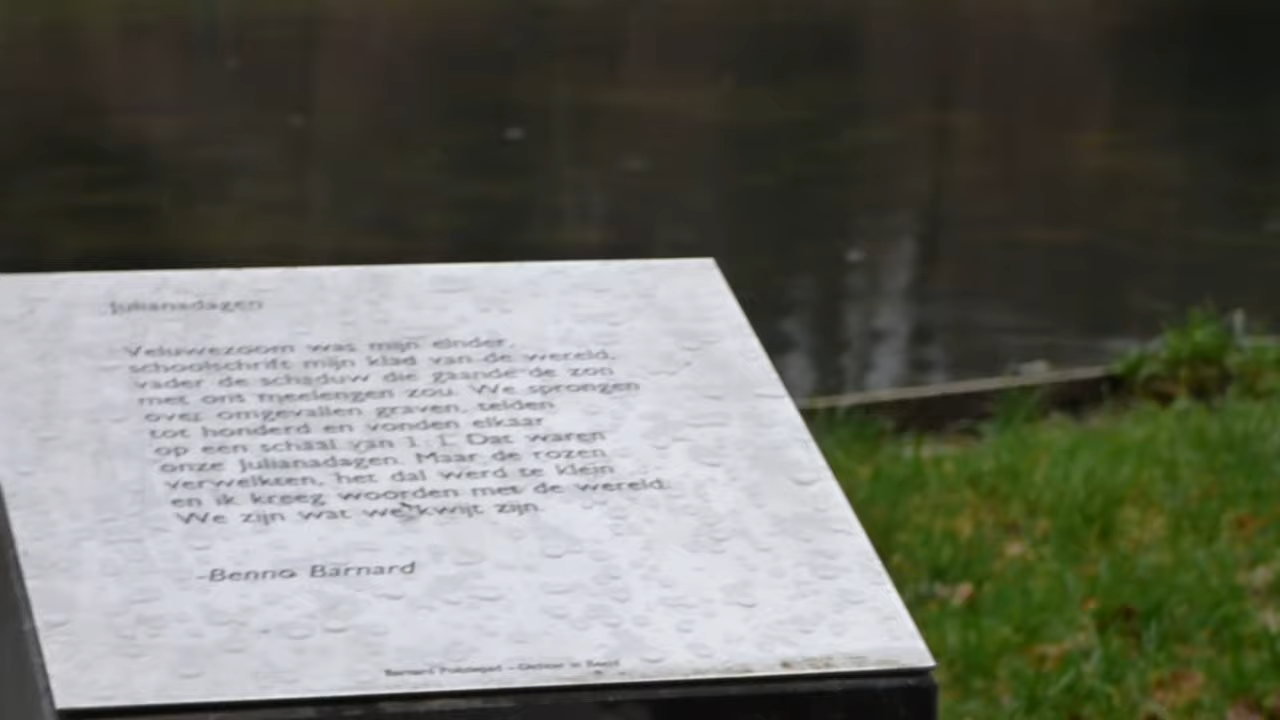 Julianadagen
Veluwezoom was mijn einder,
schoolschrift mijn klad van de wereld,
vader de schaduw die gaande de zon
met ons meelengen zou. We sprongen
over omgevallen graven, telden
tot honderd en vonden elkaar
op een schaal van 1 : 1. Dat waren
onze Julianadagen. Maar de rozen
verwelkten, het dal werd te klein
en ik kreeg woorden met de wereld.
We zijn wat we kwijt zijn.
-Benno Barnard
Barnard - in Beeld